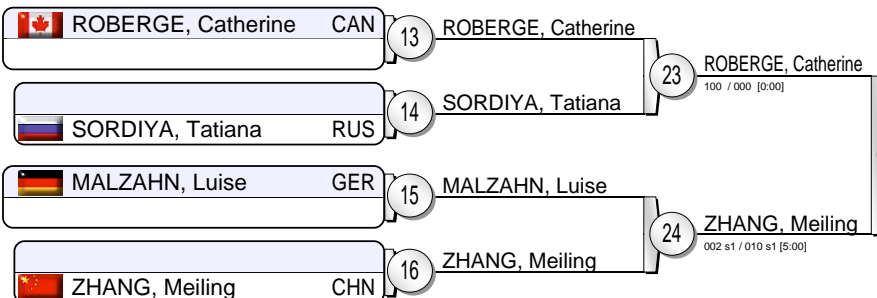 ROBERGE, Catherine CAN
13
ROBERGE, Catherine
23
ROBERGE, Catherine
100 / 000 [0:00]
14
SORDIYA, Tatiana
SORDIYA, Tatiana RUS
MALZAHN, Luise GER
15
MALZAHN, Luise
24
ZHANG, Meiling
002 s1 / 010 s1 [5:00]
16
ZHANG, Meiling
ZHANG, Meiling CHN